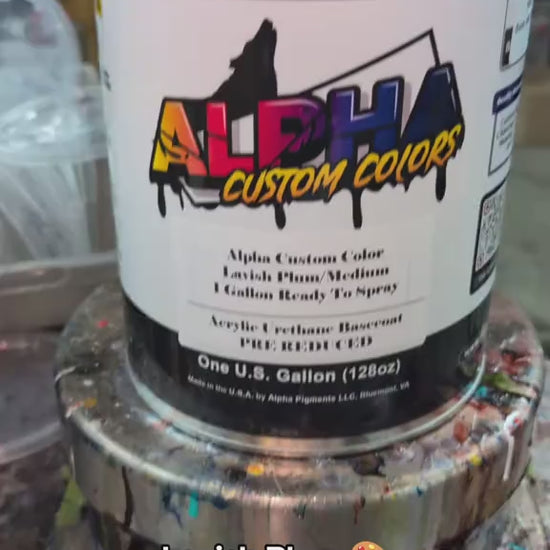 ALPHA
CUSTOM COLORS
Alpha Custom Color
Lavish Plum/Medium
1 Gallon Ready To Spray
Acrylic Urethane Basecoat
PRE REDUCED
One U.S. Gallon (128oz)
Made in the U.S.A. by Alpha Pigments LLC, Bluemont, VA